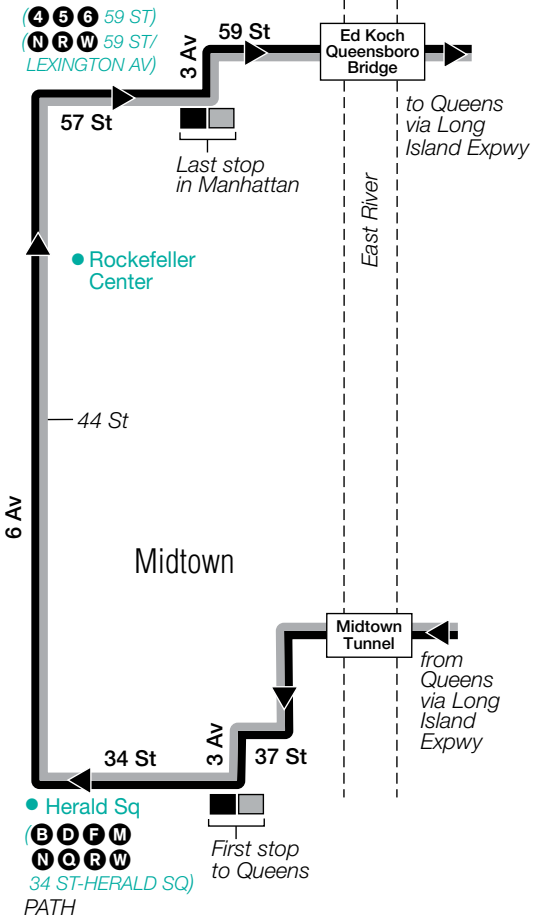 (4 5 6 59 ST)
(N R W 59 ST/
LEXINGTON AV)
3 Av
59 St
Ed Koch
Queensboro
Bridge
57 St
to Queens
via Long
Island Expwy
Last stop
in Manhattan
East River
Rockefeller
Center
44 St
6 Av
Midtown
Midtown
Tunnel
from
Queens
via Long
Island
Expwy
34 St
3 Av
37 St
Herald Sq
(B D F M
N Q R W
34 ST-HERALD SQ)
PATH
First stop
to Queens